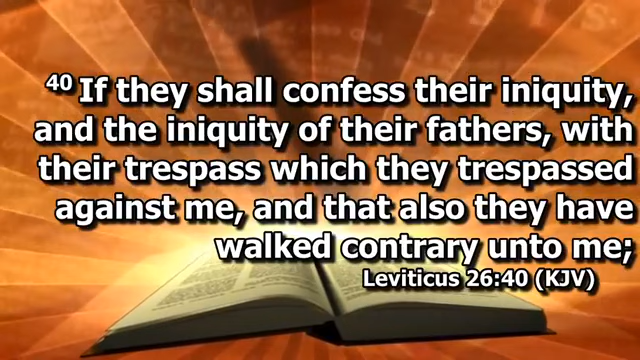 40 If they shall confess their iniquity,
and the iniquity of their fathers, with
their trespass which they trespassed
against me, and that also they have
walked contrary unto me;
Leviticus 26:40 (KJV)